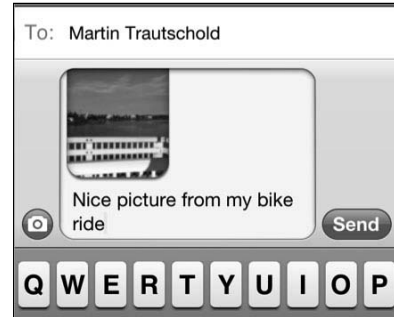 To: Martin Trautschold
Nice picture from my bike
ride
Send
Q W E R T Y U I O P